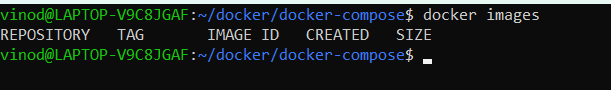 vinod@LAPTOP-V9C8JGAF:~/docker/docker-compose$ docker images
REPOSITORY   TAG       IMAGE ID   CREATED   SIZE
vinod@LAPTOP-V9C8JGAF:~/docker/docker-compose$